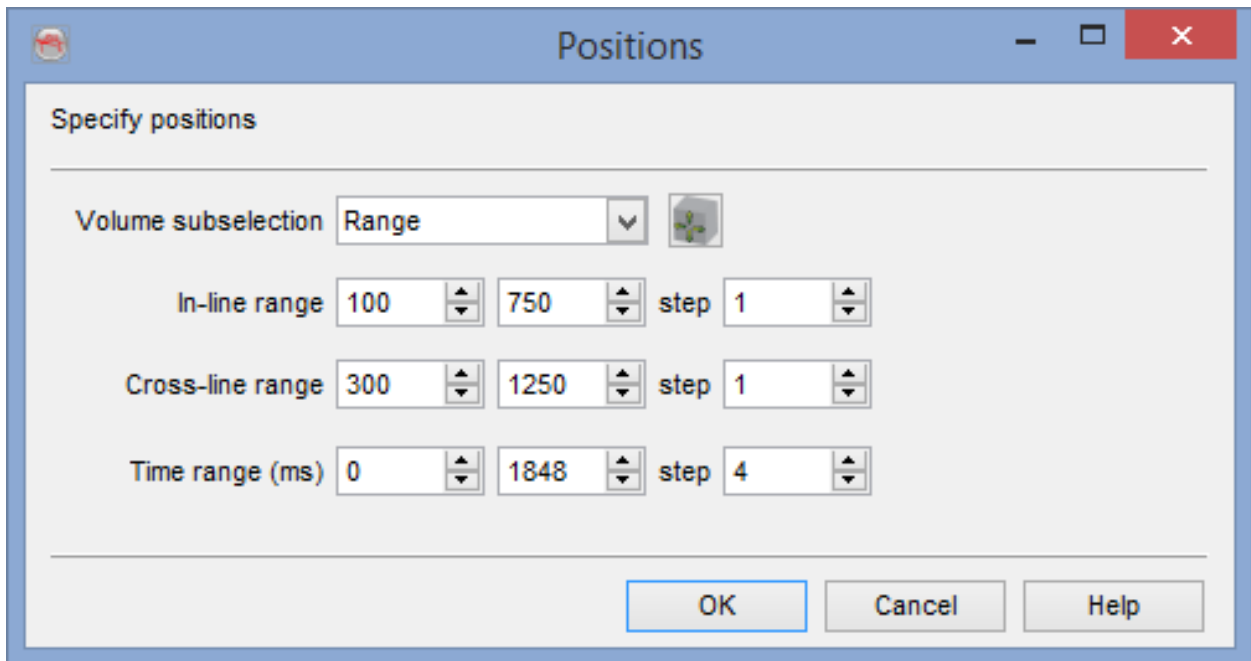 Positions
Specify positions
Volume subselection Range
In-line range 100 750 step 1
Cross-line range 300 1250 step 1
Time range (ms) 0 1848 step 4
OK Cancel Help